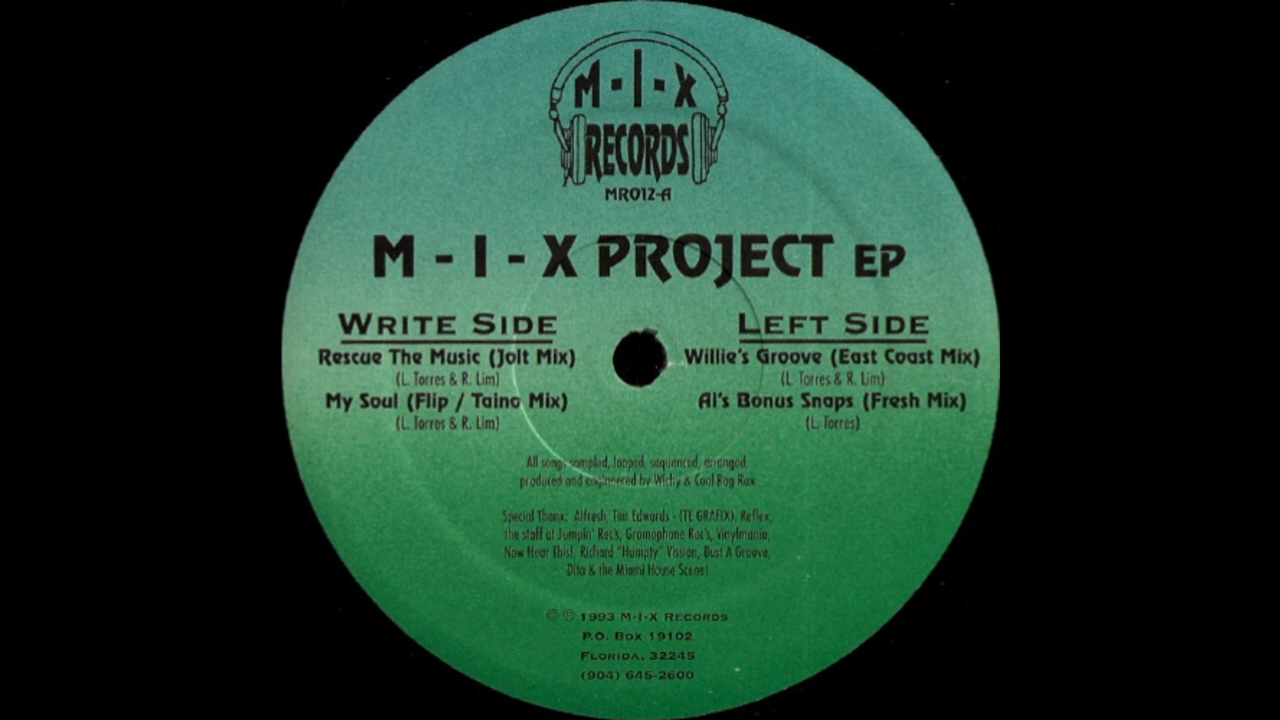 M-I-X
RECORDS
MR012-A
M-I-X PROJECT EP
WRITE SIDE
Rescue The Music (Jolt Mix)
(L. Torres & R. Lim)
My Soul (Flip / Taino Mix)
(L. Torres & R. Lim)
LEFT SIDE
Willie's Groove (East Coast Mix)
(L. Torres & R. Lim)
Al's Bonus Snaps (Fresh Mix)
(L. Torres)
All songs sampled, looped, sequenced, arranged,
produced and engineered by Wichy & Cool Ray Rox
Special Thanx: Alfresh, Tim Edwards - (TE GRAFIX), Reflex,
the staff at Jumpin' Rec's, Gramophone Rec's, Vinylmania,
Now Hear This!, Richard "Humpty" Vission, Bust A Groove,
Dita & the Miami House Scene!
© ℗ 1993 M-I-X RECORDS
P.O. BOX 19102
FLORIDA, 32245
(904) 645-2600